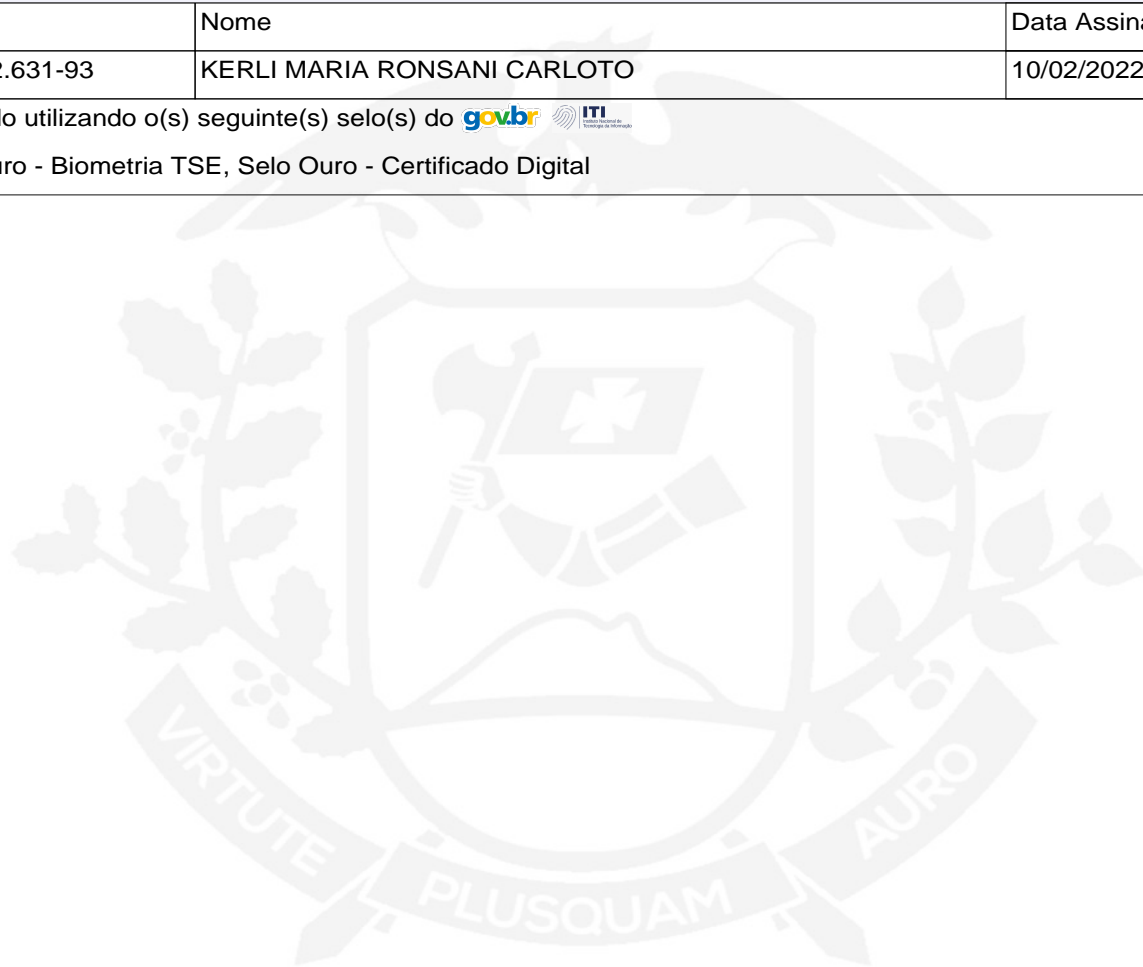 Nome Data Assina
2.631-93 KERLI MARIA RONSANI CARLOTO 10/02/2022
o utilizando o(s) seguinte(s) selo(s) do gov.br ITI
uro - Biometria TSE, Selo Ouro - Certificado Digital
VIRTUTE PLUSQUAM AURO